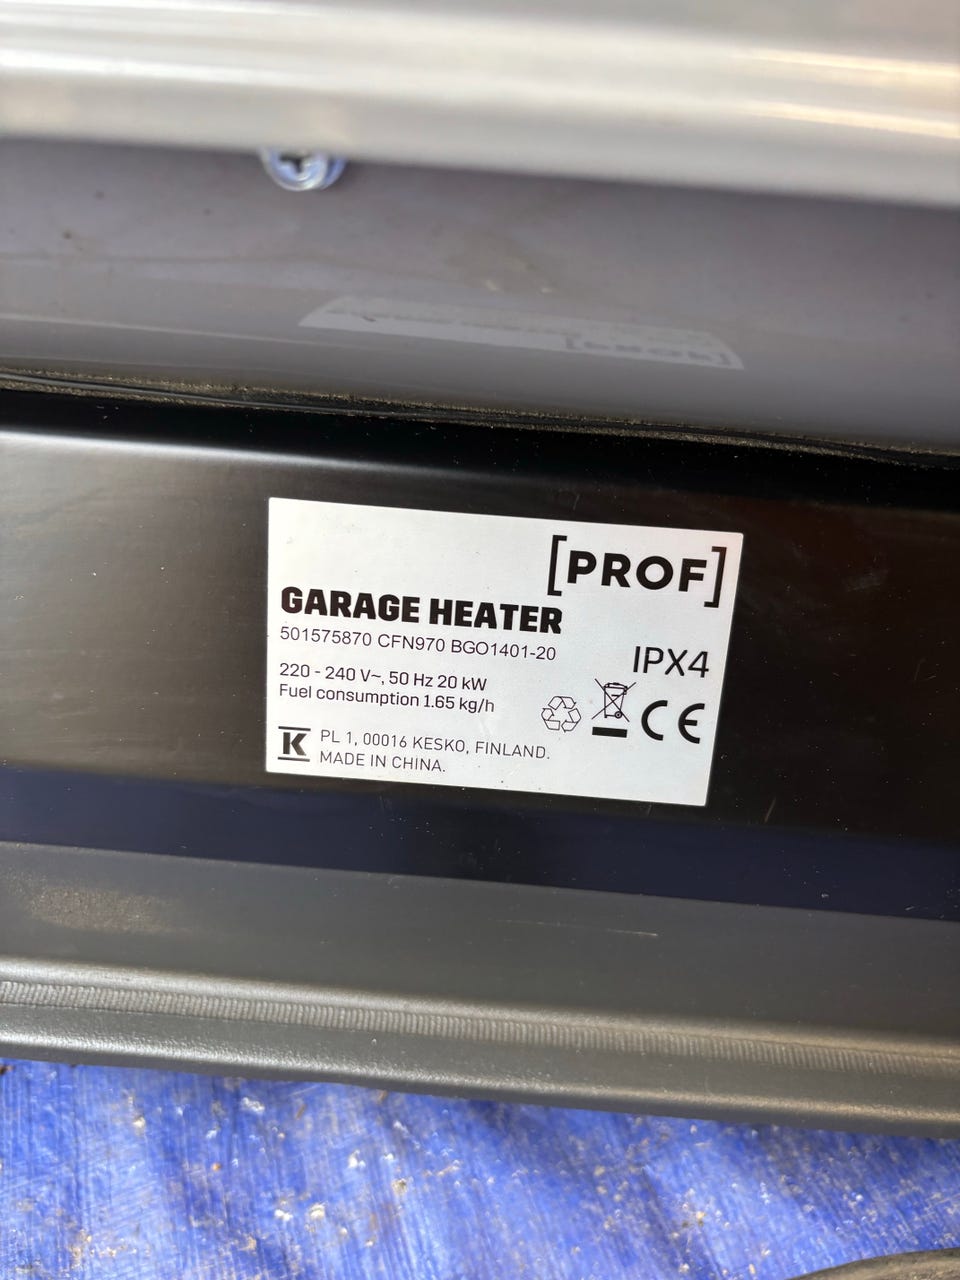 [PROF]
GARAGE HEATER
501575870 CFN970 BGO1401-20
IPX4
220 - 240 V~, 50 Hz 20 kW
Fuel consumption 1.65 kg/h
CE
K PL 1, 00016 KESKO, FINLAND.
MADE IN CHINA.